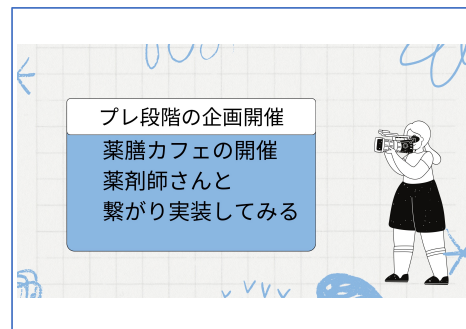 プレ段階の企画開催
薬膳カフェの開催
薬剤師さんと
繋がり実装してみる